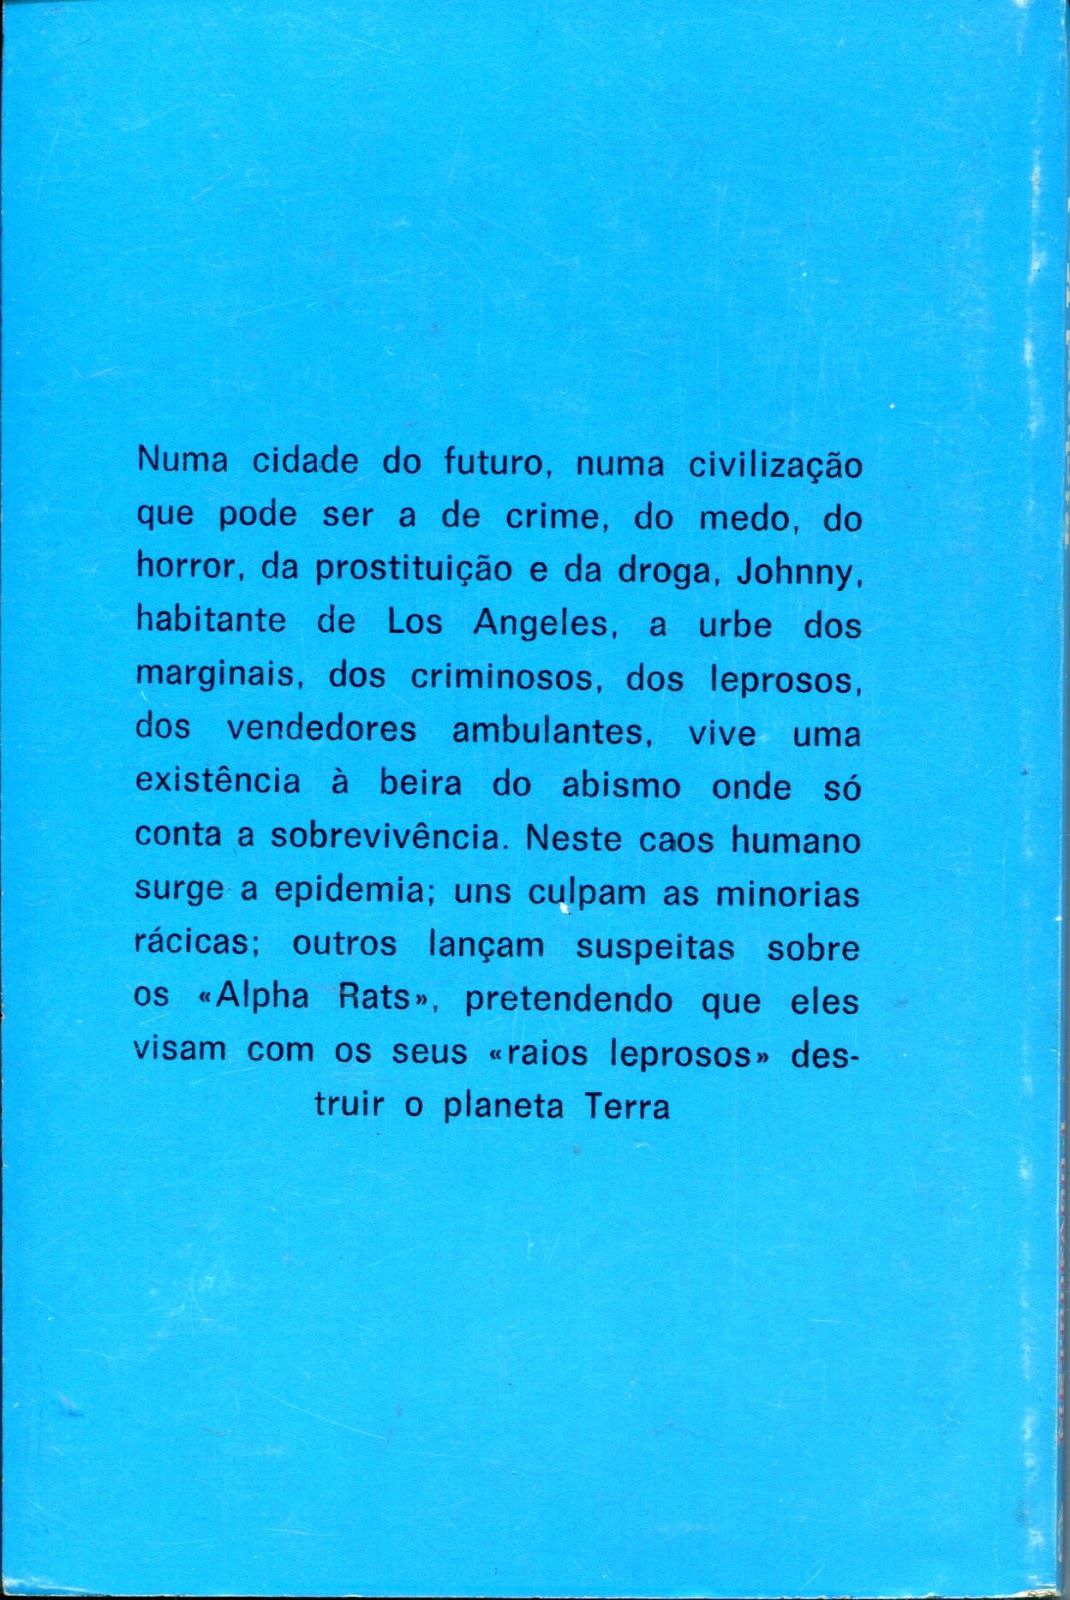 Numa cidade do futuro, numa civilização
que pode ser a de crime, do medo, do
horror, da prostituição e da droga, Johnny,
habitante de Los Angeles, a urbe dos
marginais, dos criminosos, dos leprosos,
dos vendedores ambulantes, vive uma
existência à beira do abismo onde só
conta a sobrevivência. Neste caos humano
surge a epidemia; uns culpam as minorias
rácicas; outros lançam suspeitas sobre
os «Alpha Rats», pretendendo que eles
visam com os seus «raios leprosos» des-
truir o planeta Terra